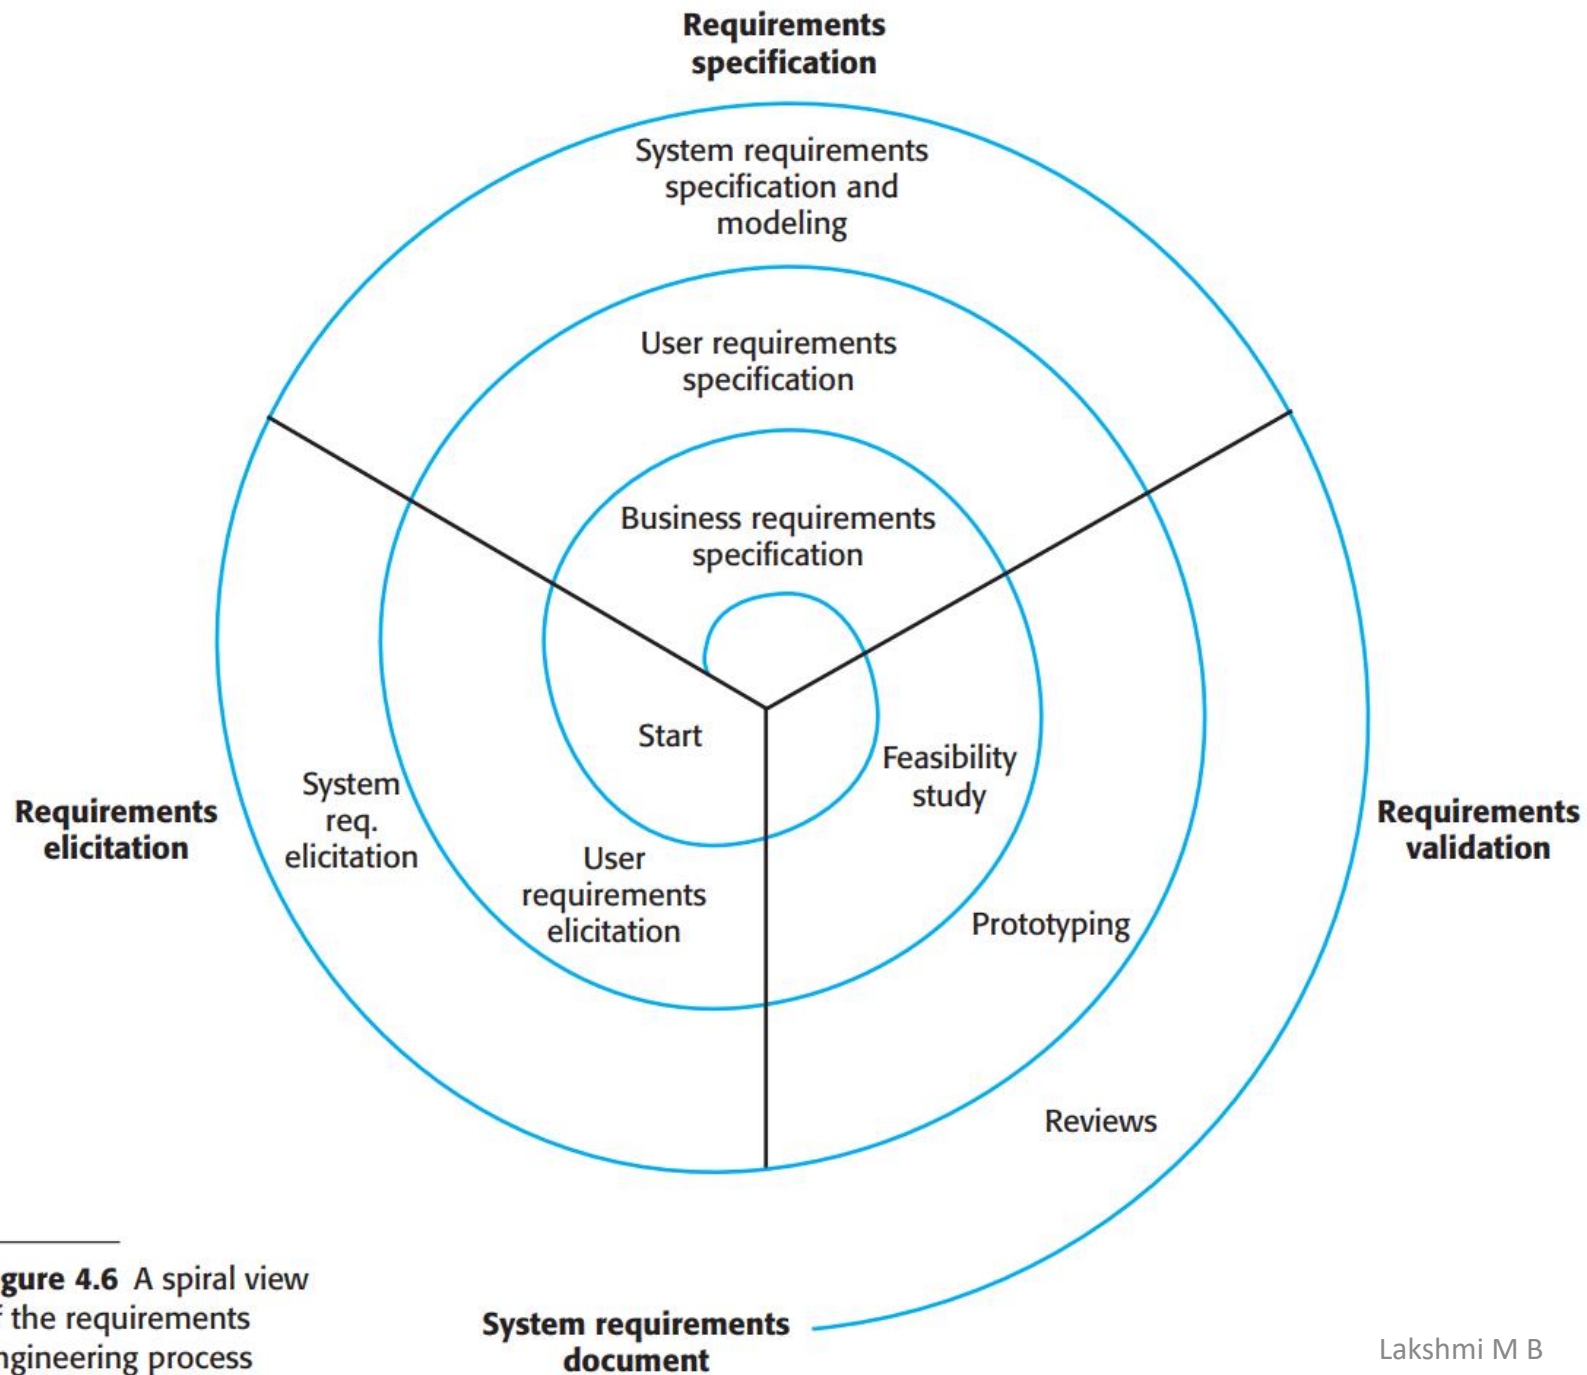 Requirements
specification
System requirements
specification and
modeling
User requirements
specification
Business requirements
specification
Start
Feasibility
study
System
req.
elicitation
Requirements
elicitation
Requirements
validation
User
requirements
elicitation
Prototyping
Reviews
gure 4.6 A spiral view
f the requirements
ngineering process
System requirements
document
Lakshmi M B